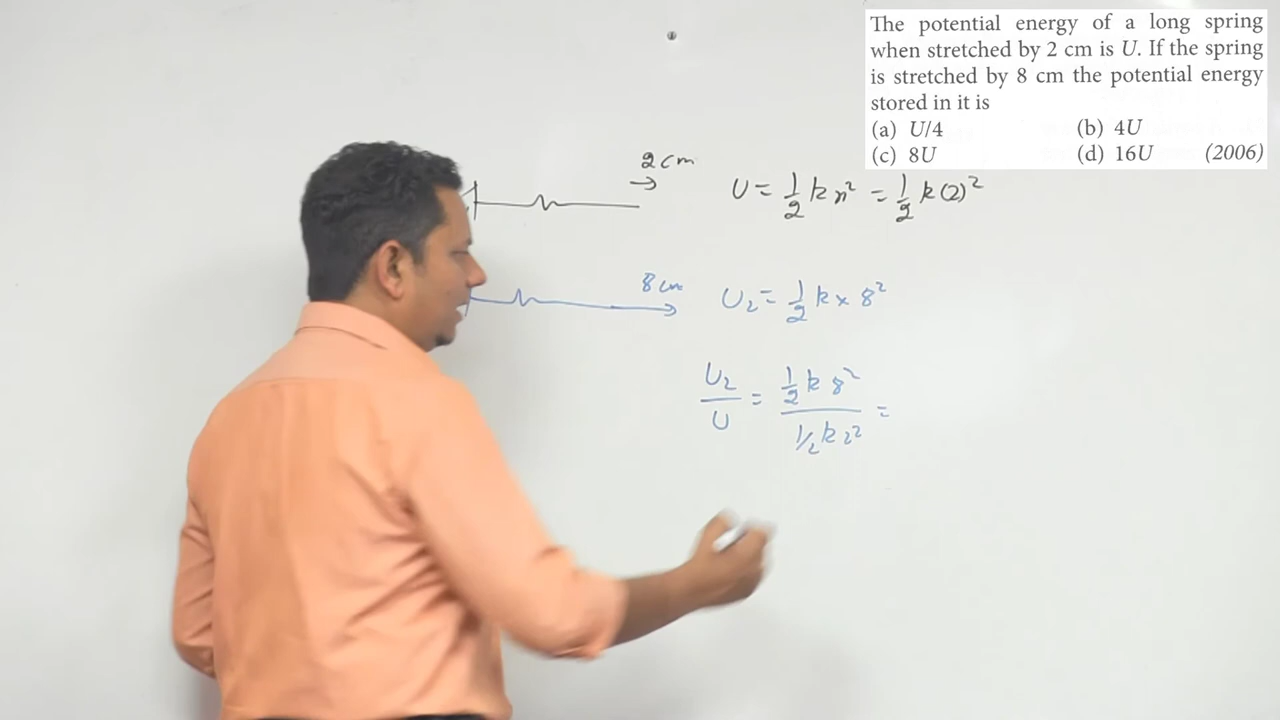 The potential energy of a long spring
when stretched by 2 cm is U. If the spring
is stretched by 8 cm the potential energy
stored in it is
(a) U/4 (b) 4U
(c) 8U (d) 16U (2006)
2cm
U = 1/2 k x² = 1/2 k (2)²
8cm
U₂ = 1/2 k × 8²
U₂/U = 1/2 k 8² / 1/2 k 2² =